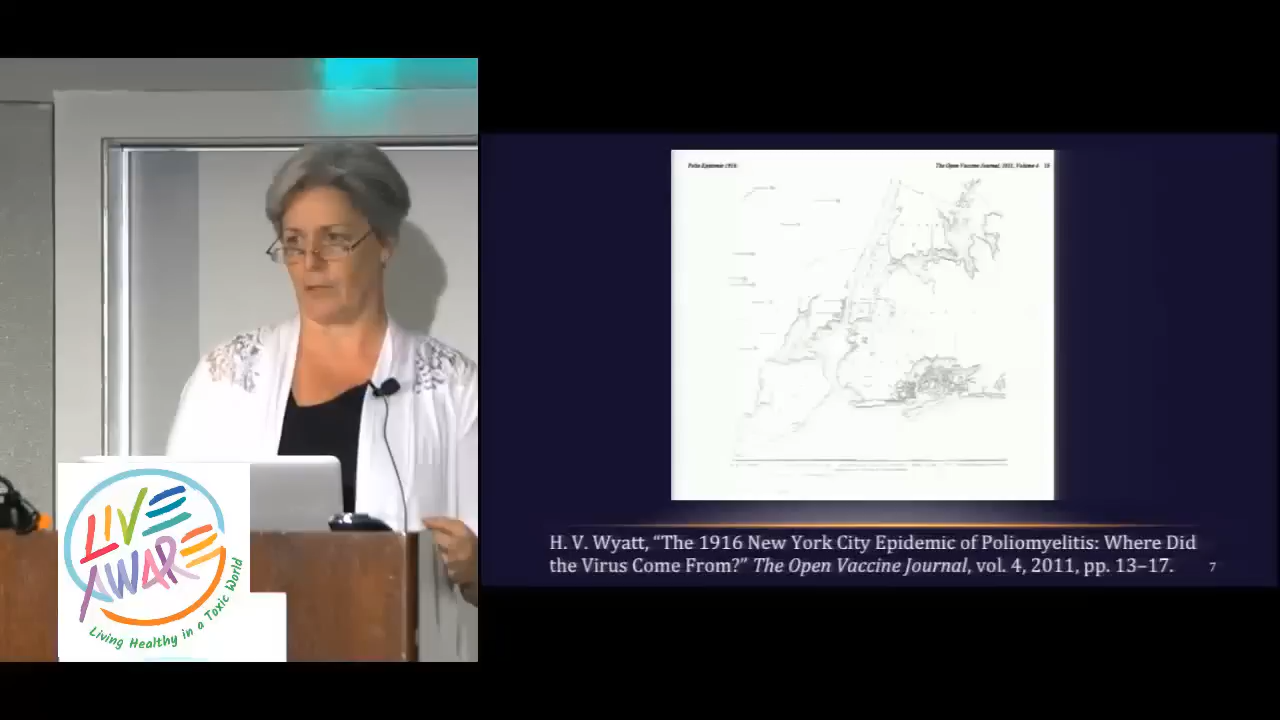 Polio Epidemic 1916
The Open Vaccine Journal, 2011, Volume 4
H. V. Wyatt, “The 1916 New York City Epidemic of Poliomyelitis: Where Did
the Virus Come From?” The Open Vaccine Journal, vol. 4, 2011, pp. 13–17.
7
LIVE
AWARE
Living Healthy in a Toxic World